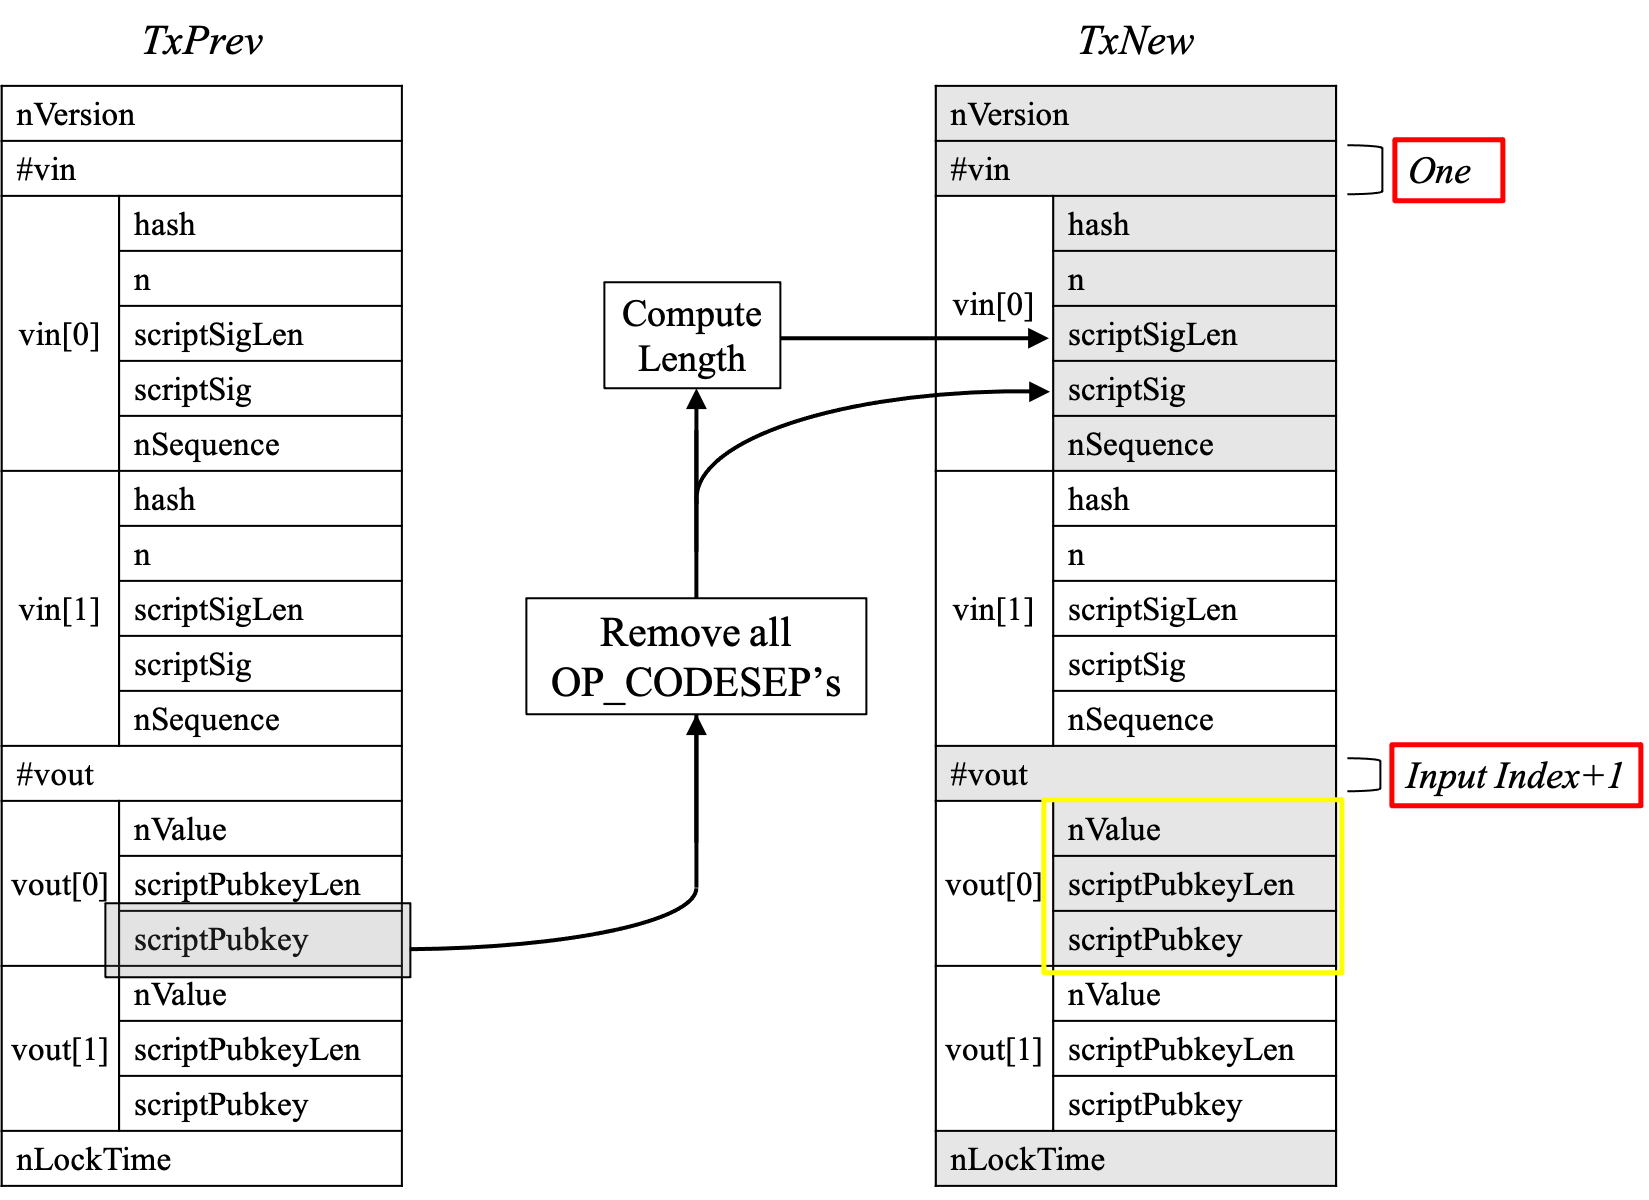 TxPrev
nVersion
#vin
vin[0]
hash
n
scriptSigLen
scriptSig
nSequence
vin[1]
hash
n
scriptSigLen
scriptSig
nSequence
#vout
vout[0]
nValue
scriptPubkeyLen
scriptPubkey
vout[1]
nValue
scriptPubkeyLen
scriptPubkey
nLockTime
Compute
Length
Remove all
OP_CODESEP’s
TxNew
nVersion
#vin
One
vin[0]
hash
n
scriptSigLen
scriptSig
nSequence
vin[1]
hash
n
scriptSigLen
scriptSig
nSequence
#vout
Input Index+1
vout[0]
nValue
scriptPubkeyLen
scriptPubkey
vout[1]
nValue
scriptPubkeyLen
scriptPubkey
nLockTime